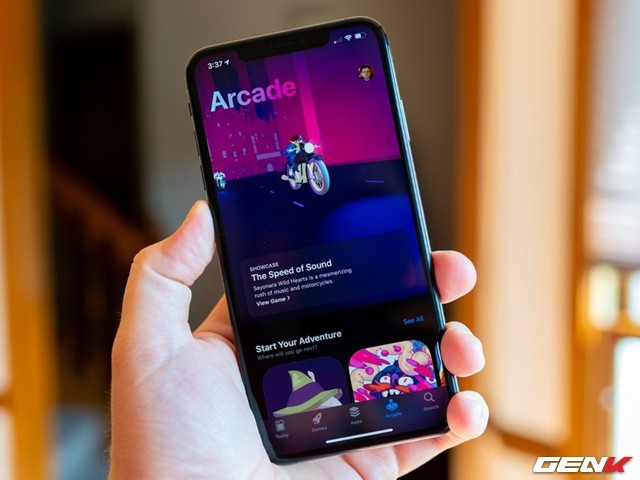 3:37
Arcade
SHOWCASE
The Speed of Sound
Sayonara Wild Hearts is a mesmerizing
rush of music and motorcycles.
View Game >
Start Your Adventure
See All
Where will you go next?
Today
Games
Apps
Arcade
Search
GENK